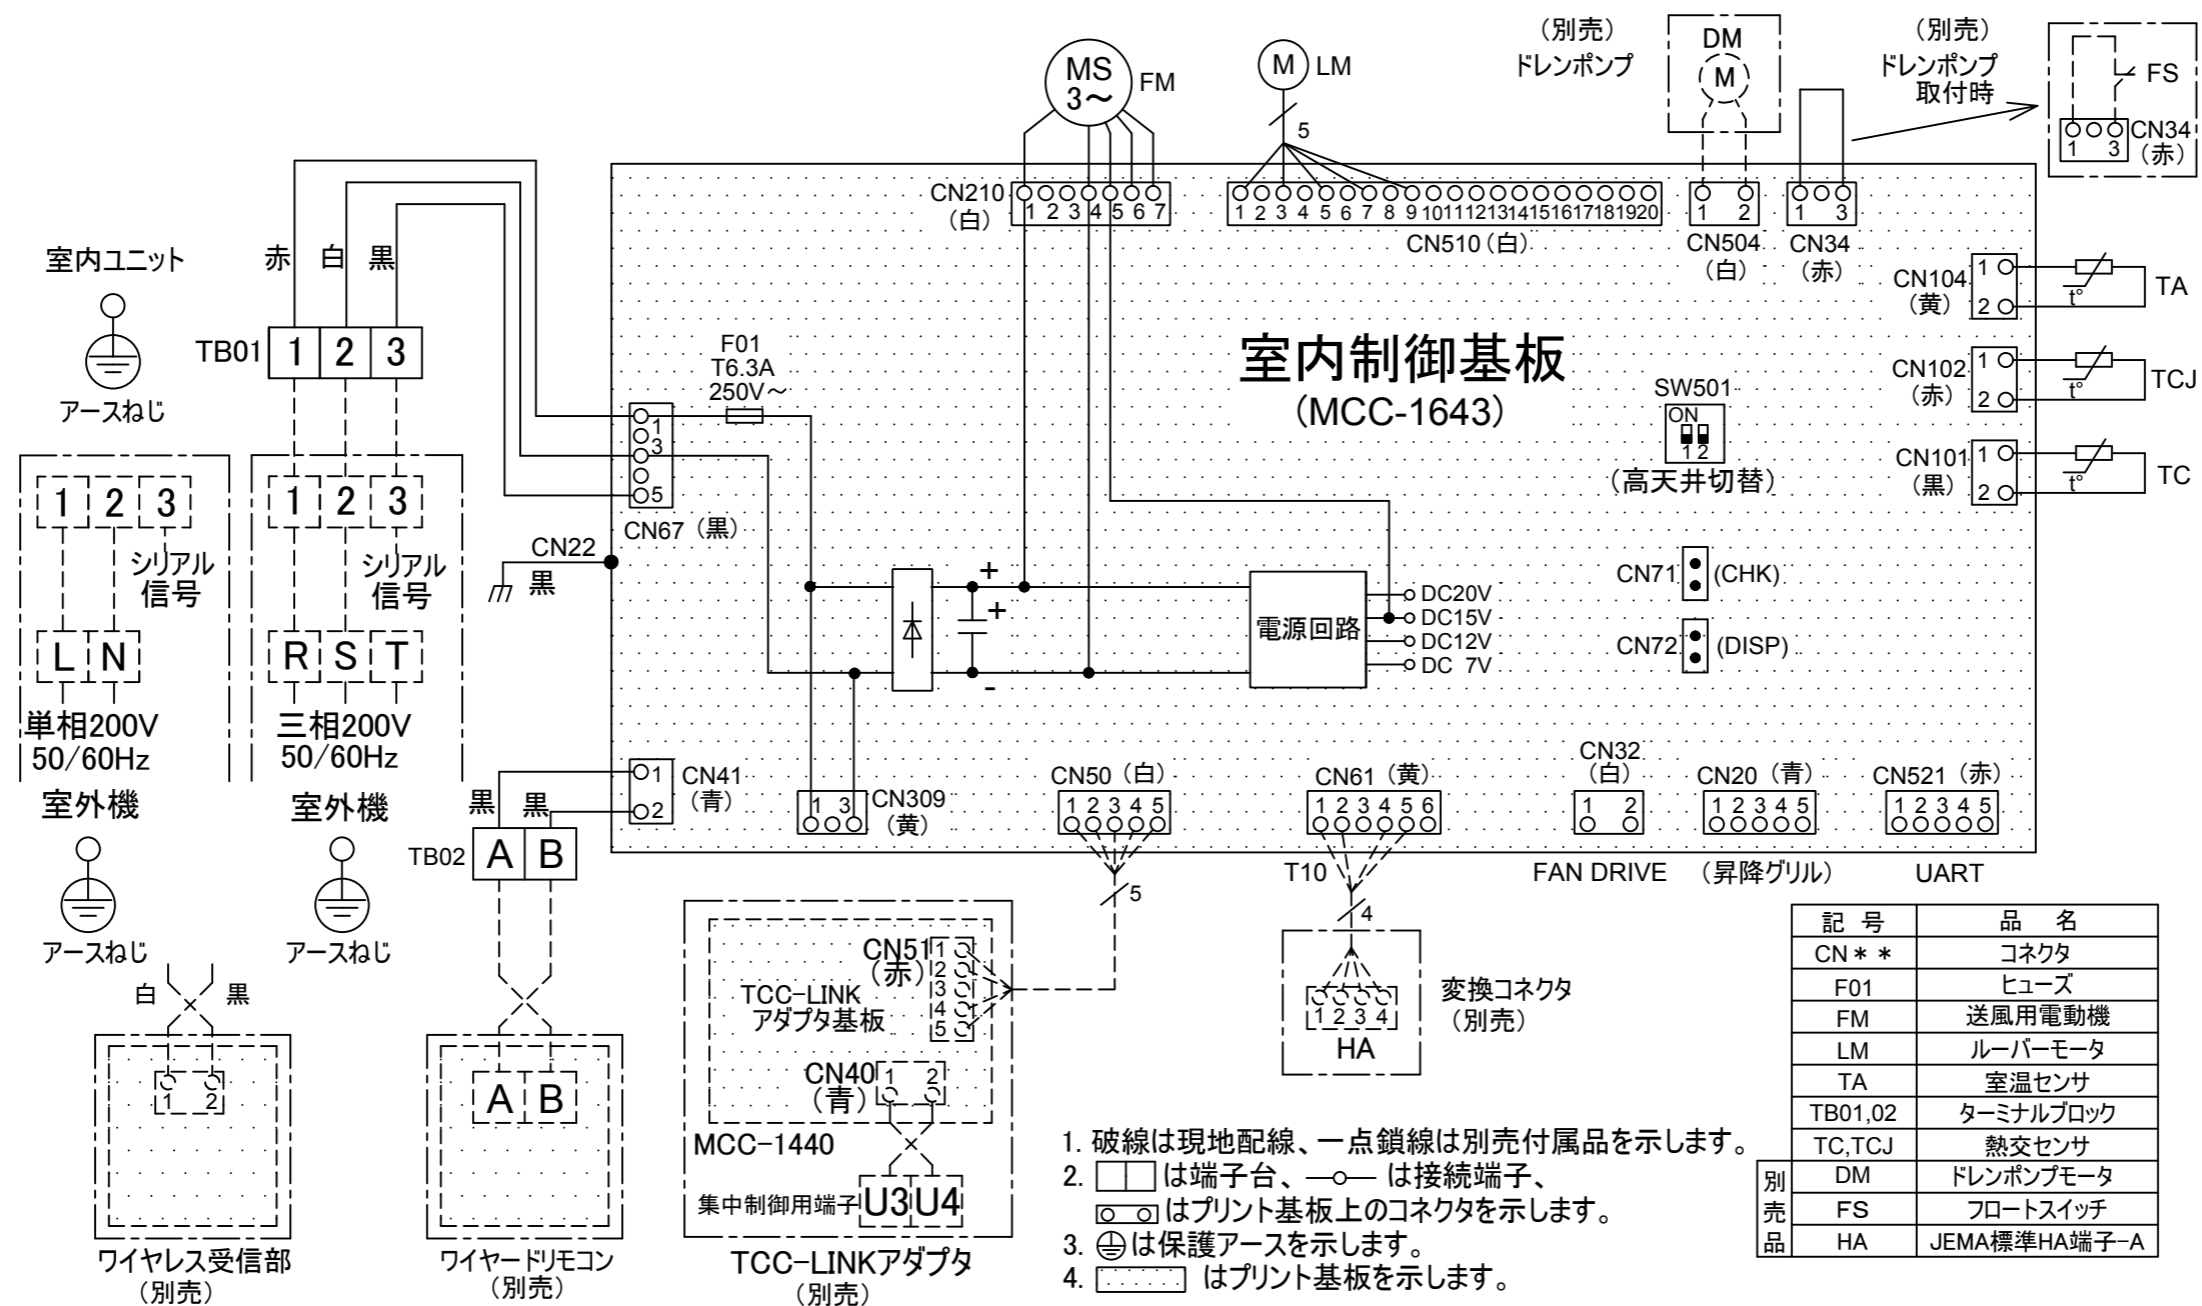 (別売)
ドレンポンプ
DM
M
(別売)
ドレンポンプ
取付時
FS
CN34
(赤)
1 3
MS
3〜
FM
M
LM
5
CN210
(白)
1 2 3 4 5 6 7
1 2 3 4 5 6 7 8 9 10 11 12 13 14 15 16 17 18 19 20
CN510 (白)
1 2
CN504
(白)
1 3
CN34
(赤)
室内ユニット
アースねじ
赤 白 黒
TB01 1 2 3
F01
T6.3A
250V〜
室内制御基板
(MCC-1643)
SW501
ON
1 2
(高天井切替)
CN104
(黄)
1
2
t°
TA
CN102
(赤)
1
2
t°
TCJ
CN101
(黒)
1
2
t°
TC
1
3
5
CN67 (黒)
CN22
黒
1 2 3
シリアル
信号
L N
単相200V
50/60Hz
室外機
アースねじ
1 2 3
シリアル
信号
R S T
三相200V
50/60Hz
室外機
アースねじ
+
+
-
電源回路
DC20V
DC15V
DC12V
DC 7V
CN71 (CHK)
CN72 (DISP)
黒 黒
1
2
CN41
(青)
TB02 A B
1 3
CN309
(黄)
CN50 (白)
1 2 3 4 5
5
CN61 (黄)
1 2 3 4 5 6
T10
4
CN32
(白)
1 2
FAN DRIVE
CN20 (青)
1 2 3 4 5
(昇降グリル)
CN521 (赤)
1 2 3 4 5
UART
白 黒
1 2
ワイヤレス受信部
(別売)
A B
ワイヤードリモコン
(別売)
CN51
(赤)
1
2
3
4
5
TCC-LINK
アダプタ基板
CN40
(青)
1 2
MCC-1440
集中制御用端子 U3 U4
TCC-LINKアダプタ
(別売)
1 2 3 4
HA
変換コネクタ
(別売)
1. 破線は現地配線、一点鎖線は別売付属品を示します。
2. は端子台、 は接続端子、
はプリント基板上のコネクタを示します。
3. は保護アースを示します。
4. はプリント基板を示します。
記 号 品 名
CN** コネクタ
F01 ヒューズ
FM 送風用電動機
LM ルーバーモータ
TA 室温センサ
TB01,02 ターミナルブロック
TC,TCJ 熱交センサ
別売品
DM ドレンポンプモータ
FS フロートスイッチ
HA JEMA標準HA端子-A